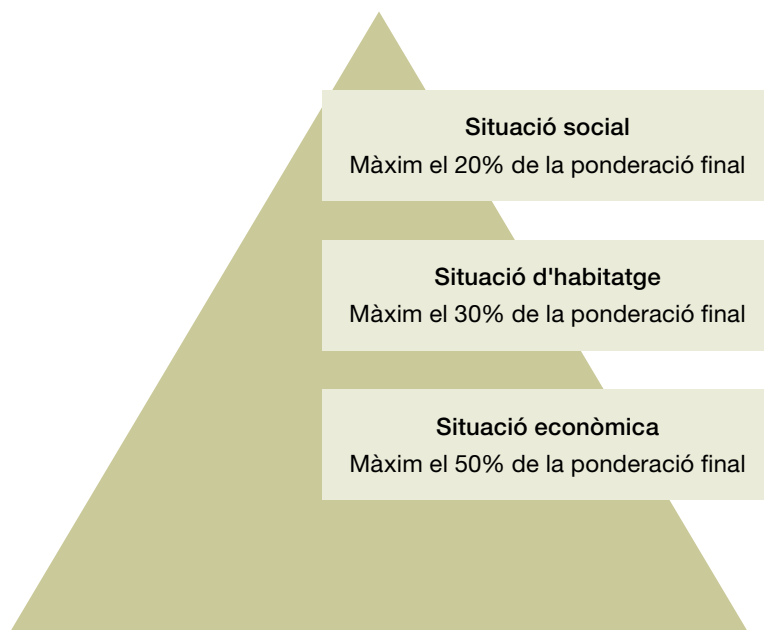 Situació social
Màxim el 20% de la ponderació final
Situació d'habitatge
Màxim el 30% de la ponderació final
Situació econòmica
Màxim el 50% de la ponderació final